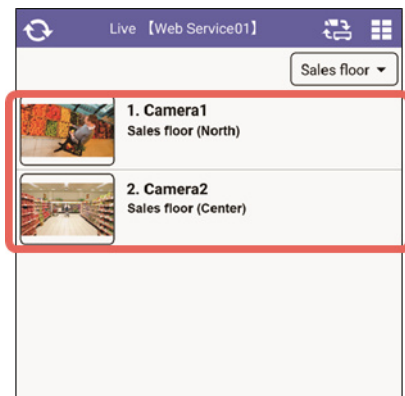 Live 【Web Service01】
Sales floor
1. Camera1
Sales floor (North)
2. Camera2
Sales floor (Center)